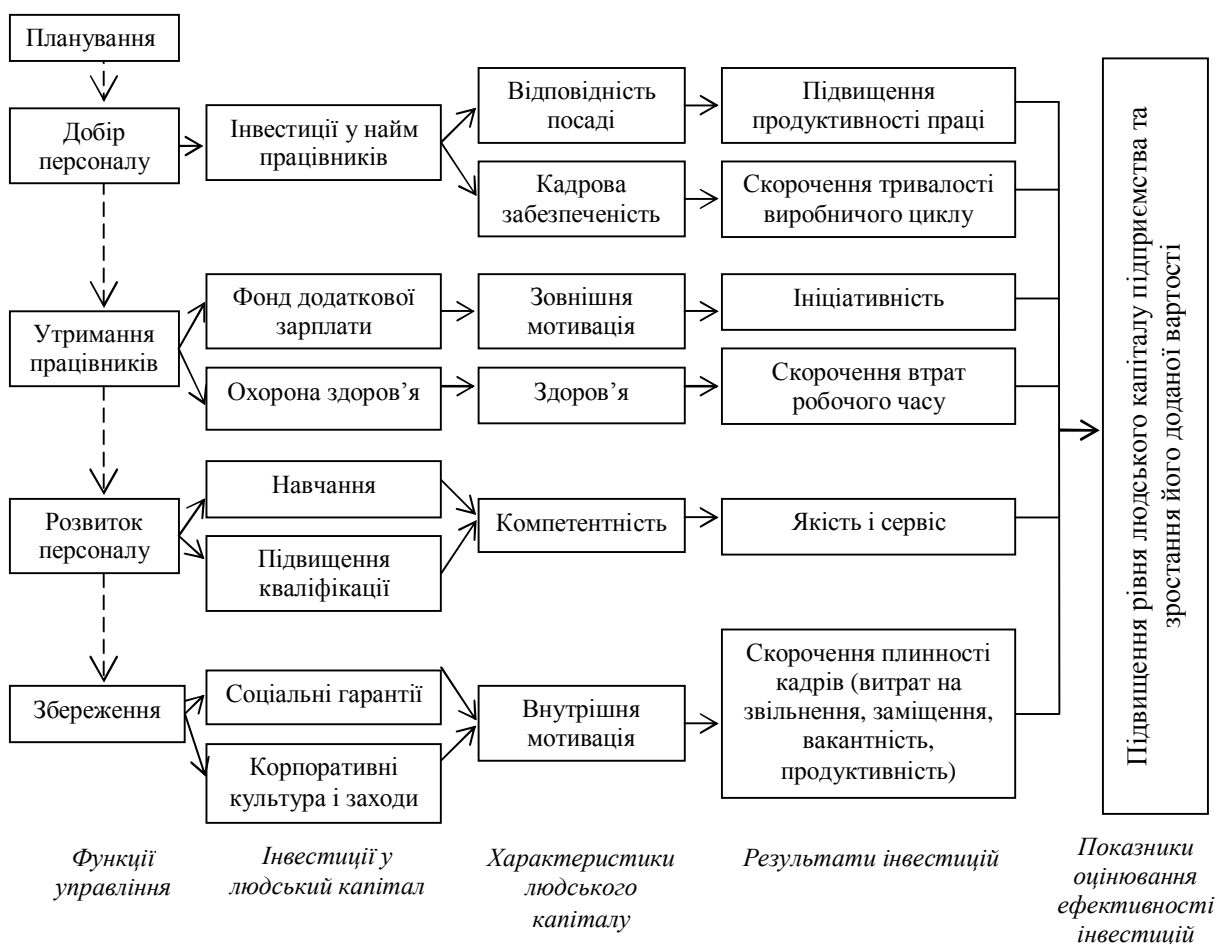 Планування
Добір
персоналу
Інвестиції у найм
працівників
Відповідність
посаді
Підвищення
продуктивності праці
Кадрова
забезпеченість
Скорочення тривалості
виробничого циклу
Утримання
працівників
Фонд додаткової
зарплати
Зовнішня
мотивація
Ініціативність
Охорона здоров’я
Здоров’я
Скорочення втрат
робочого часу
Розвиток
персоналу
Навчання
Підвищення
кваліфікації
Компетентність
Якість і сервіс
Збереження
Соціальні гарантії
Корпоративні
культура і заходи
Внутрішня
мотивація
Скорочення плинності
кадрів (витрат на
звільнення, заміщення,
вакантність,
продуктивність)
Підвищення рівня людського капіталу підприємства та
зростання його доданої вартості
Функції
управління
Інвестиції у
людський капітал
Характеристики
людського
капіталу
Результати інвестицій
Показники
оцінювання
ефективності
інвестицій